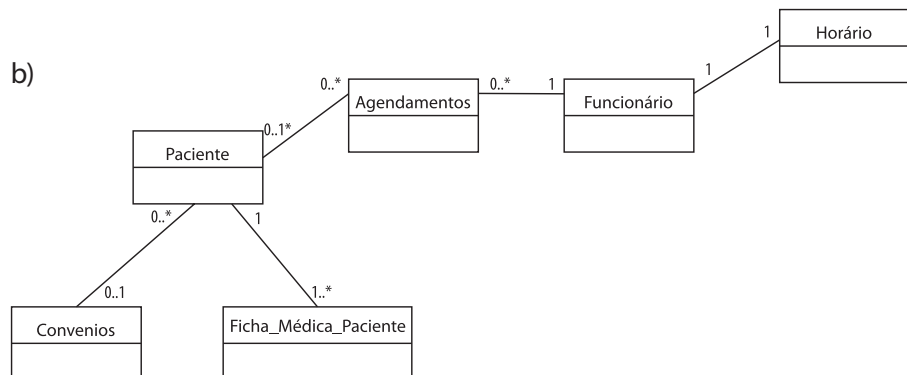 Horário
1
b)
1
0..*
Agendamentos
0..*
1
Funcionário
0..1*
Paciente
0..*
1
0..1
1..*
Convenios
Ficha_Médica_Paciente